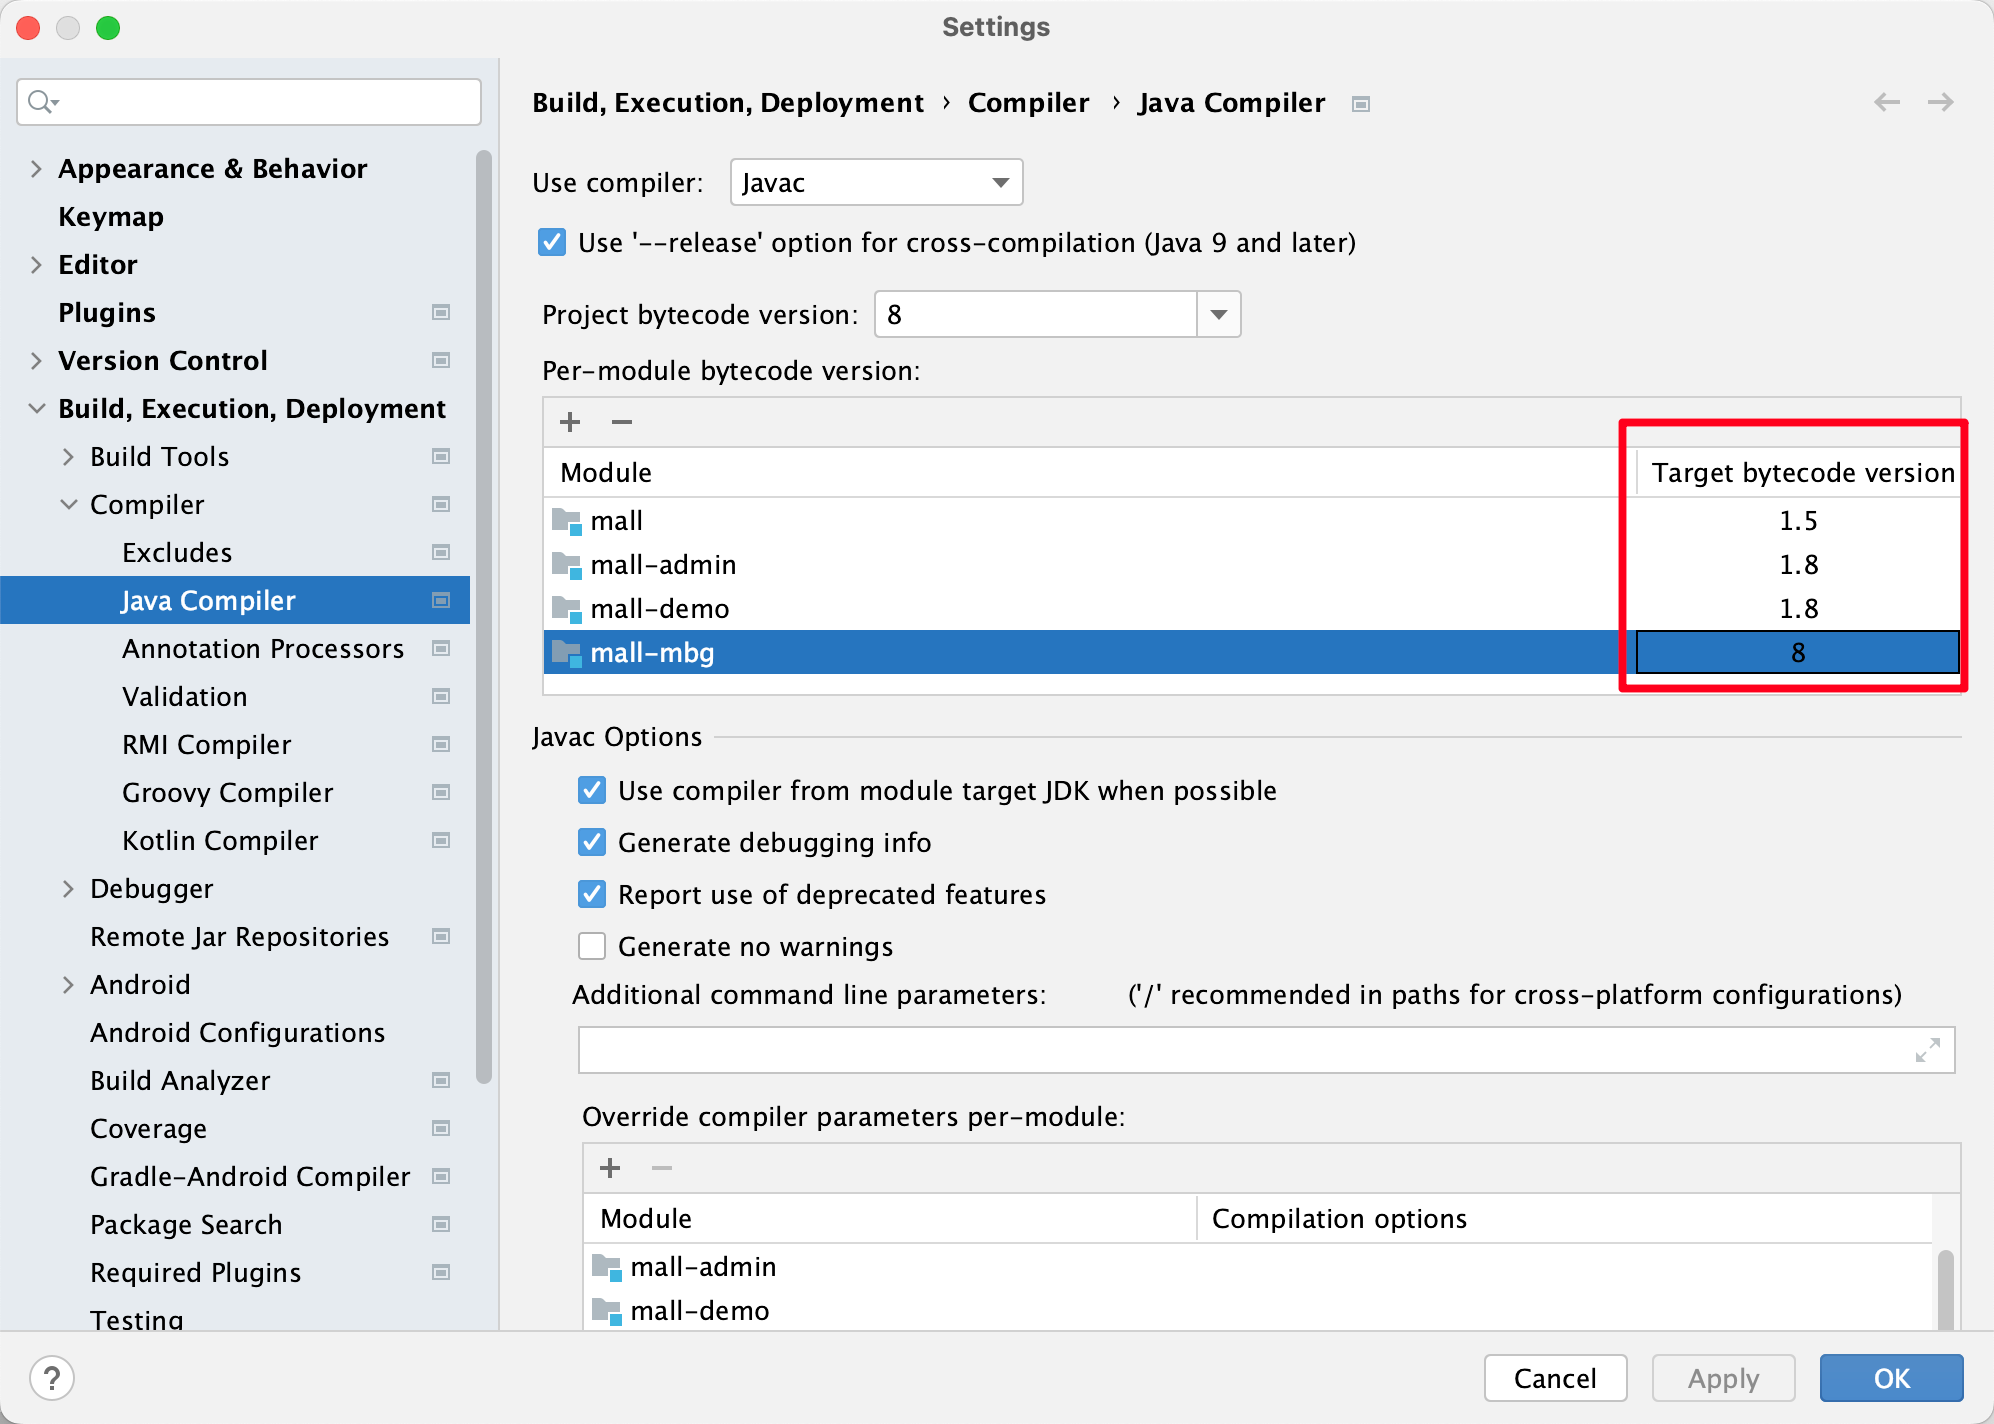 Settings
Appearance & Behavior
Keymap
Editor
Plugins
Version Control
Build, Execution, Deployment
Build Tools
Compiler
Excludes
Java Compiler
Annotation Processors
Validation
RMI Compiler
Groovy Compiler
Kotlin Compiler
Debugger
Remote Jar Repositories
Android
Android Configurations
Build Analyzer
Coverage
Gradle-Android Compiler
Package Search
Required Plugins
Testing
Build, Execution, Deployment › Compiler › Java Compiler
Use compiler: Javac
Use '--release' option for cross-compilation (Java 9 and later)
Project bytecode version: 8
Per-module bytecode version:
Module Target bytecode version
mall 1.5
mall-admin 1.8
mall-demo 1.8
mall-mbg 8
Javac Options
Use compiler from module target JDK when possible
Generate debugging info
Report use of deprecated features
Generate no warnings
Additional command line parameters: ('/' recommended in paths for cross-platform configurations)
Override compiler parameters per-module:
Module Compilation options
mall-admin
mall-demo
? Cancel Apply OK